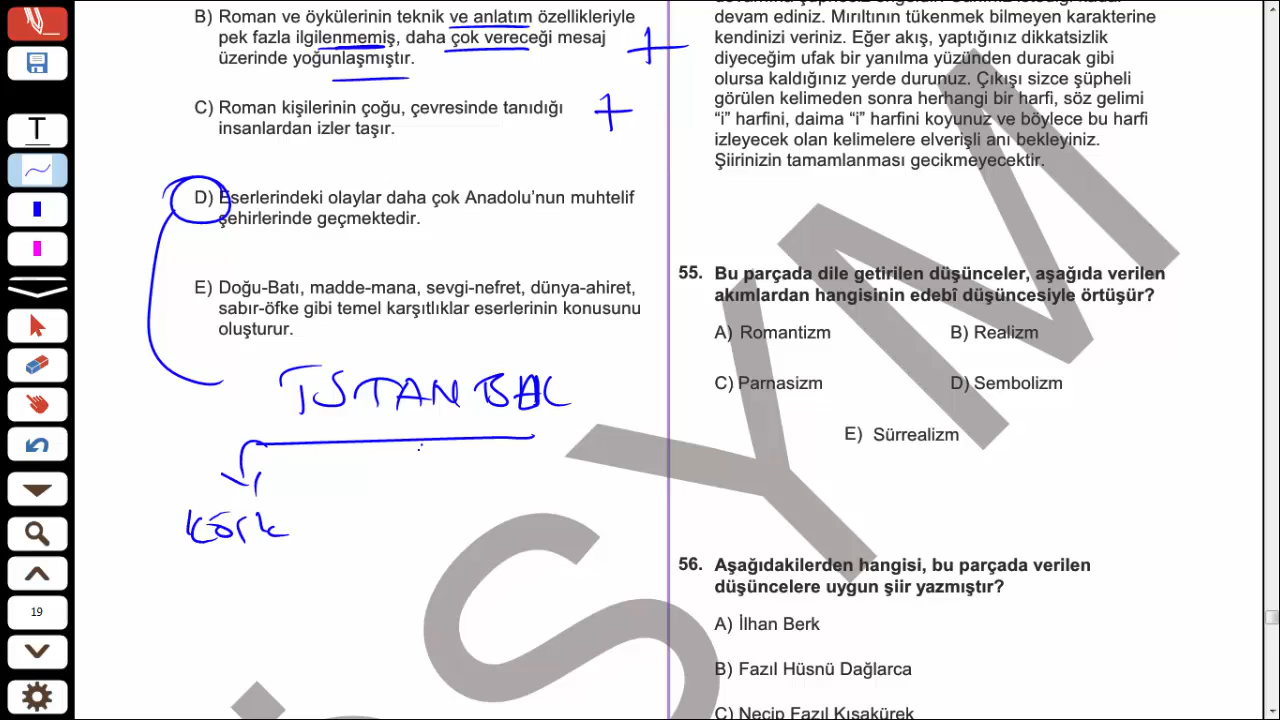 B) Roman ve öykülerinin teknik ve anlatım özellikleriyle
pek fazla ilgilenmemiş, daha çok vereceği mesaj
üzerinde yoğunlaşmıştır.
C) Roman kişilerinin çoğu, çevresinde tanıdığı
insanlardan izler taşır.
D) Eserlerindeki olaylar daha çok Anadolu'nun muhtelif
şehirlerinde geçmektedir.
E) Doğu-Batı, madde-mana, sevgi-nefret, dünya-ahiret,
sabır-öfke gibi temel karşıtlıklar eserlerinin konusunu
oluşturur.
İSTANBUL
devam ediniz. Mırıltının tükenmek bilmeyen karakterine
kendinizi veriniz. Eğer akış, yaptığınız dikkatsizlik
diyeceğim ufak bir yanılma yüzünden duracak gibi
olursa kaldığınız yerde durunuz. Çıkışı sizce şüpheli
görülen kelimeden sonra herhangi bir harfi, söz gelimi
“i” harfini, daima “i” harfini koyunuz ve böylece bu harfi
izleyecek olan kelimelere elverişli anı bekleyiniz.
Şiirinizin tamamlanması gecikmeyecektir.
55. Bu parçada dile getirilen düşünceler, aşağıda verilen
akımlardan hangisinin edebî düşüncesiyle örtüşür?
A) Romantizm B) Realizm
C) Parnasizm D) Sembolizm
E) Sürrealizm
56. Aşağıdakilerden hangisi, bu parçada verilen
düşüncelere uygun şiir yazmıştır?
A) İlhan Berk
B) Fazıl Hüsnü Dağlarca
C) Necip Fazıl Kısakürek
T
19
ÖSYM